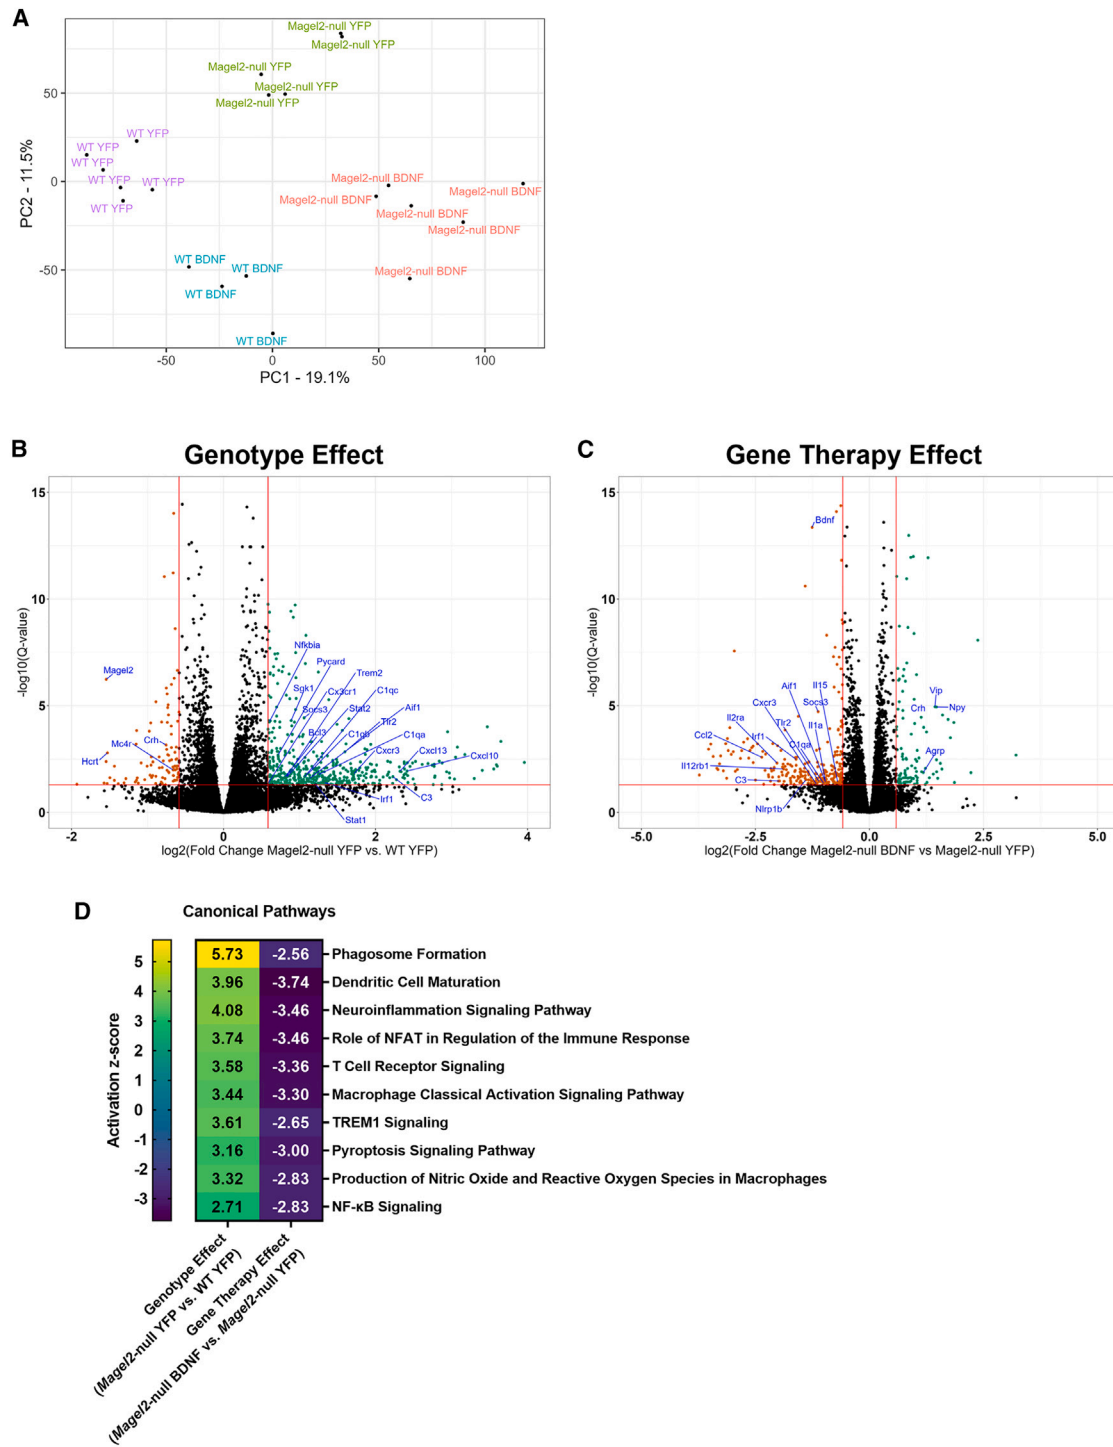 A
Magel2-null YFP
Magel2-null YFP
Magel2-null YFP
Magel2-null YFP
Magel2-null YFP
WT YFP
WT YFP
WT YFP
WT YFP
WT YFP
WT YFP
Magel2-null BDNF
Magel2-null BDNF
Magel2-null BDNF
Magel2-null BDNF
Magel2-null BDNF
Magel2-null BDNF
WT BDNF
WT BDNF
WT BDNF
WT BDNF
50
0
-50
PC2 - 11.5%
-50 0 50 100
PC1 - 19.1%
B
Genotype Effect
15
10
5
0
-log10(Q-value)
Nfkbia
Pycard
Magel2
Trem2
Sgk1
Cx3cr1
C1qc
Socs3
Stat2
Aif1
Tlr2
Mc4r
Crh
Bcl3
C1qb
C1qa
Hcrt
Cxcr3
Cxcl13
Cxcl10
Irf1
C3
Stat1
-2 0 2 4
log2(Fold Change Magel2-null YFP vs. WT YFP)
C
Gene Therapy Effect
15
10
5
0
-log10(Q-value)
Bdnf
Aif1
Il15
Vip
Cxcr3
Socs3
Crh
Npy
Il2ra
Tlr2
Il1a
Ccl2
Irf1
C1qa
Agrp
Il12rb1
C3
Nlrp1b
-5.0 -2.5 0.0 2.5 5.0
log2(Fold Change Magel2-null BDNF vs Magel2-null YFP)
D
Canonical Pathways
Activation z-score
5
4
3
2
1
0
-1
-2
-3
5.73 -2.56 Phagosome Formation
3.96 -3.74 Dendritic Cell Maturation
4.08 -3.46 Neuroinflammation Signaling Pathway
3.74 -3.46 Role of NFAT in Regulation of the Immune Response
3.58 -3.36 T Cell Receptor Signaling
3.44 -3.30 Macrophage Classical Activation Signaling Pathway
3.61 -2.65 TREM1 Signaling
3.16 -3.00 Pyroptosis Signaling Pathway
3.32 -2.83 Production of Nitric Oxide and Reactive Oxygen Species in Macrophages
2.71 -2.83 NF-κB Signaling
Genotype Effect
(Magel2-null YFP vs. WT YFP)
Gene Therapy Effect
(Magel2-null BDNF vs. Magel2-null YFP)